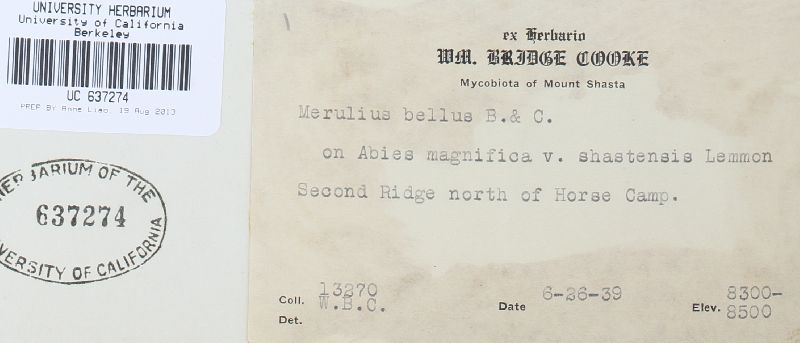 UNIVERSITY HERBARIUM
University of California
Berkeley
UC 637274
PREP BY Anne Liao, 19 Aug 2013
HERBARIUM OF THE
637274
UNIVERSITY OF CALIFORNIA
ex Herbario
WM. BRIDGE COOKE
Mycobiota of Mount Shasta
Merulius bellus B.& C.
on Abies magnifica v. shastensis Lemmon
Second Ridge north of Horse Camp.
Coll. 13270
W.B.C.
Date 6-26-39
Elev. 8300-
8500
Det.